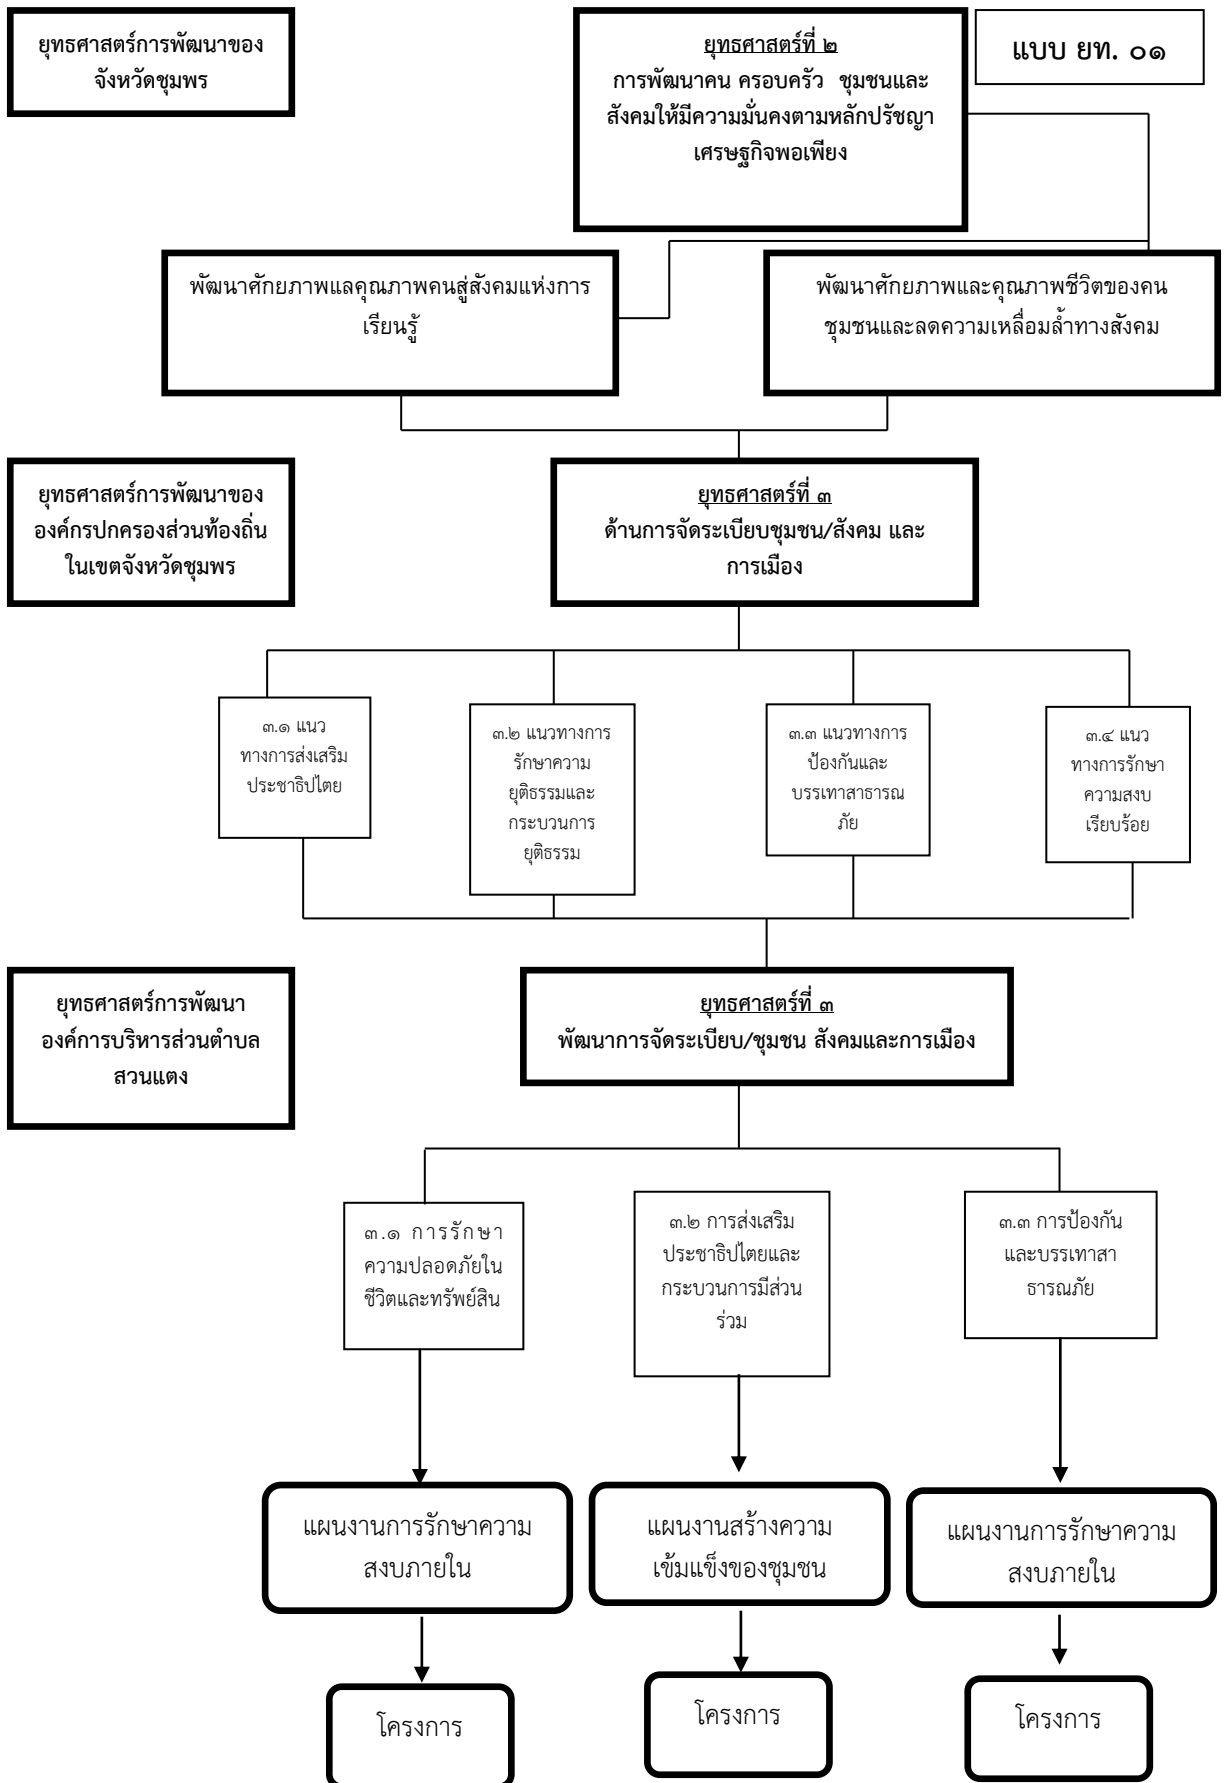 ยุทธศาสตร์การพัฒนาของ
จังหวัดชุมพร
ยุทธศาสตร์ที่ ๒
การพัฒนาคน ครอบครัว ชุมชนและ
สังคมให้มีความมั่นคงตามหลักปรัชญา
เศรษฐกิจพอเพียง
แบบ ยท. ๐๑
พัฒนาศักยภาพแลคุณภาพคนสู่สังคมแห่งการ
เรียนรู้
พัฒนาศักยภาพและคุณภาพชีวิตของคน
ชุมชนและลดความเหลื่อมล้ำทางสังคม
ยุทธศาสตร์การพัฒนาของ
องค์กรปกครองส่วนท้องถิ่น
ในเขตจังหวัดชุมพร
ยุทธศาสตร์ที่ ๓
ด้านการจัดระเบียบชุมชน/สังคม และ
การเมือง
๓.๑ แนว
ทางการส่งเสริม
ประชาธิปไตย
๓.๒ แนวทางการ
รักษาความ
ยุติธรรมและ
กระบวนการ
ยุติธรรม
๓.๓ แนวทางการ
ป้องกันและ
บรรเทาสาธารณ
ภัย
๓.๔ แนว
ทางการรักษา
ความสงบ
เรียบร้อย
ยุทธศาสตร์การพัฒนา
องค์การบริหารส่วนตำบล
สวนแตง
ยุทธศาสตร์ที่ ๓
พัฒนาการจัดระเบียบ/ชุมชน สังคมและการเมือง
๓.๑ การรักษา
ความปลอดภัยใน
ชีวิตและทรัพย์สิน
๓.๒ การส่งเสริม
ประชาธิปไตยและ
กระบวนการมีส่วน
ร่วม
๓.๓ การป้องกัน
และบรรเทาสา
ธารณภัย
แผนงานการรักษาความ
สงบภายใน
แผนงานสร้างความ
เข้มแข็งของชุมชน
แผนงานการรักษาความ
สงบภายใน
โครงการ
โครงการ
โครงการ